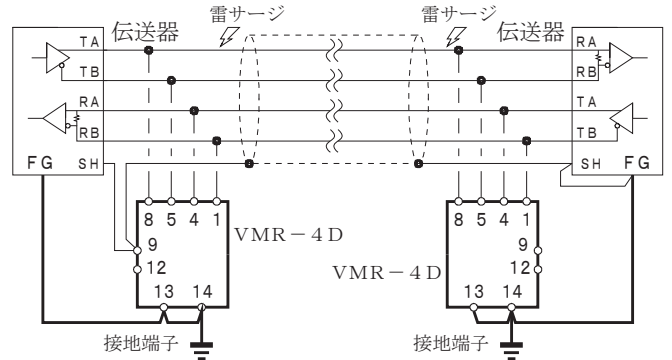 雷サージ 雷サージ
伝送器 伝送器
TA RA
TB RB
RA TA
RB TB
FG SH SH FG
8 5 4 1 8 5 4 1
VMR-4D
9 9
12 VMR-4D 12
13 14 13 14
接地端子 接地端子